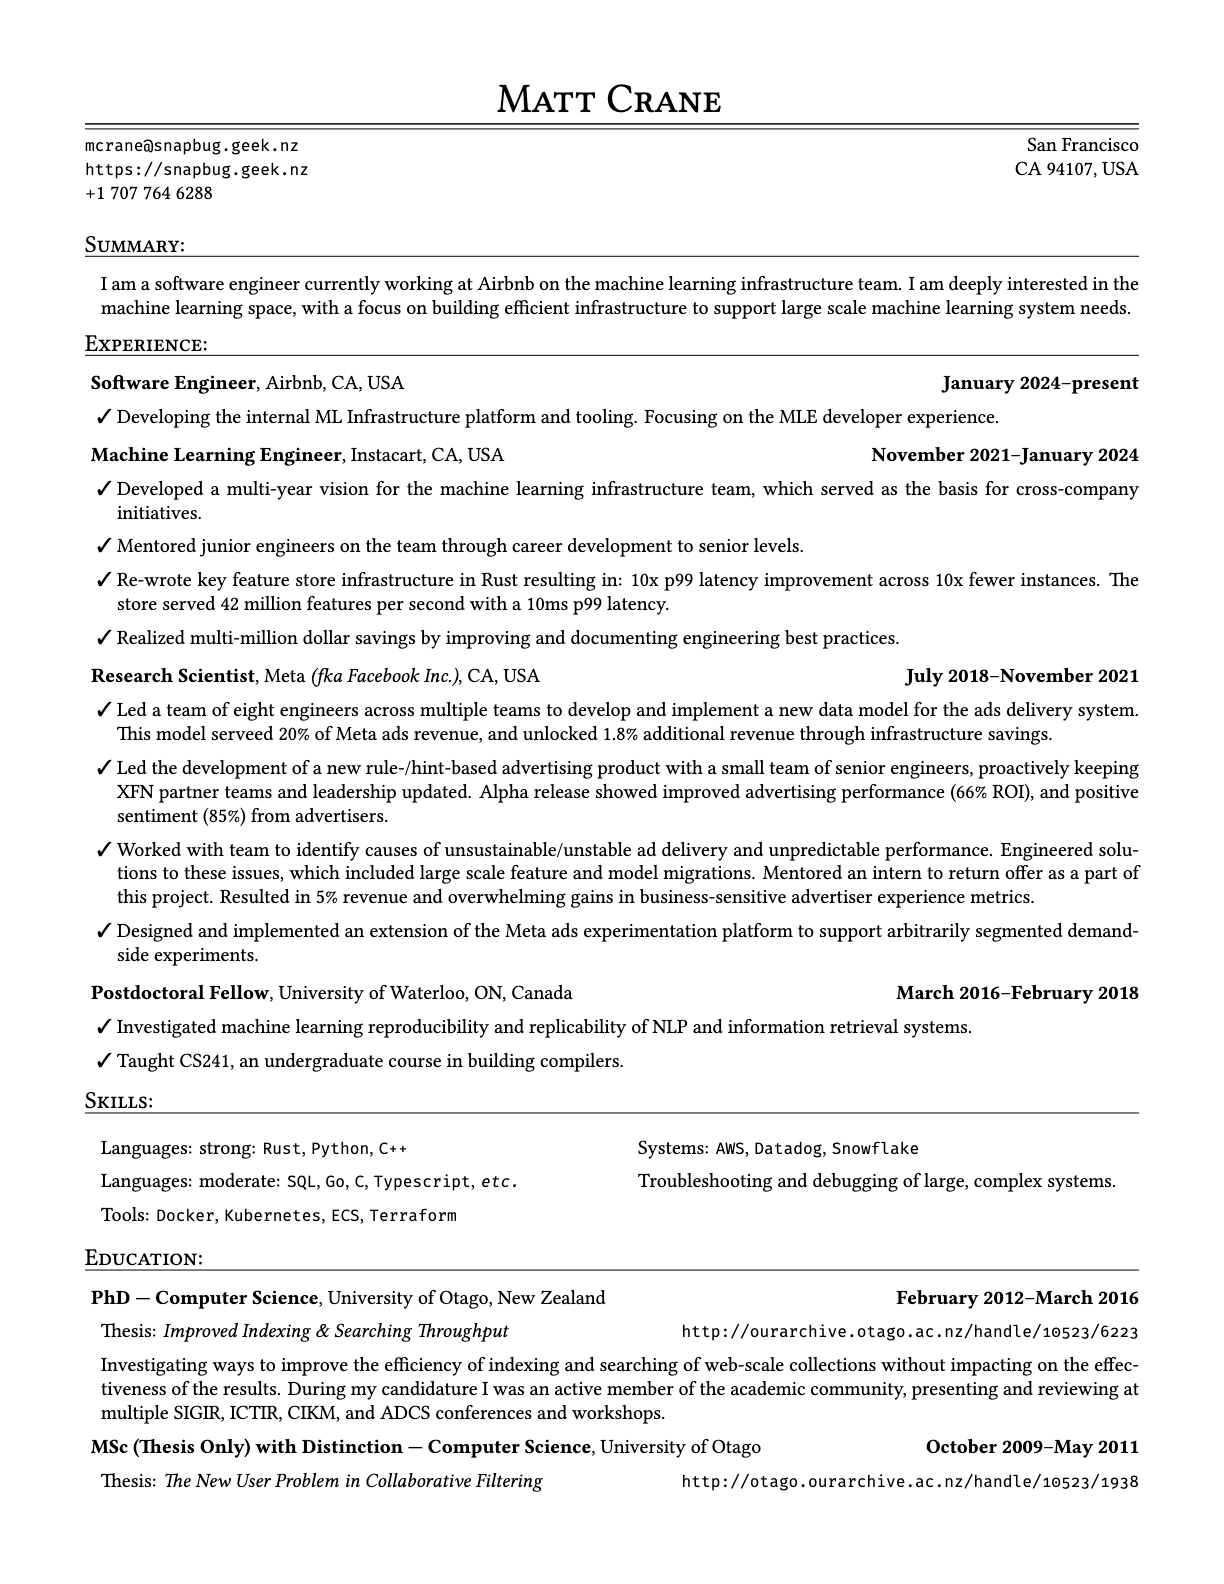 Matt Crane
mcrane@snapbug.geek.nz
San Francisco
https://snapbug.geek.nz
CA 94107, USA
+1 707 764 6288
Summary:
I am a software engineer currently working at Airbnb on the machine learning infrastructure team. I am deeply interested in the
machine learning space, with a focus on building efficient infrastructure to support large scale machine learning system needs.
Experience:
Software Engineer, Airbnb, CA, USA January 2024–present
✓ Developing the internal ML Infrastructure platform and tooling. Focusing on the MLE developer experience.
Machine Learning Engineer, Instacart, CA, USA November 2021–January 2024
✓ Developed a multi-year vision for the machine learning infrastructure team, which served as the basis for cross-company
initiatives.
✓ Mentored junior engineers on the team through career development to senior levels.
✓ Re-wrote key feature store infrastructure in Rust resulting in: 10x p99 latency improvement across 10x fewer instances. The
store served 42 million features per second with a 10ms p99 latency.
✓ Realized multi-million dollar savings by improving and documenting engineering best practices.
Research Scientist, Meta (fka Facebook Inc.), CA, USA July 2018–November 2021
✓ Led a team of eight engineers across multiple teams to develop and implement a new data model for the ads delivery system.
This model serveed 20% of Meta ads revenue, and unlocked 1.8% additional revenue through infrastructure savings.
✓ Led the development of a new rule-/hint-based advertising product with a small team of senior engineers, proactively keeping
XFN partner teams and leadership updated. Alpha release showed improved advertising performance (66% ROI), and positive
sentiment (85%) from advertisers.
✓ Worked with team to identify causes of unsustainable/unstable ad delivery and unpredictable performance. Engineered solu-
tions to these issues, which included large scale feature and model migrations. Mentored an intern to return offer as a part of
this project. Resulted in 5% revenue and overwhelming gains in business-sensitive advertiser experience metrics.
✓ Designed and implemented an extension of the Meta ads experimentation platform to support arbitrarily segmented demand-
side experiments.
Postdoctoral Fellow, University of Waterloo, ON, Canada March 2016–February 2018
✓ Investigated machine learning reproducibility and replicability of NLP and information retrieval systems.
✓ Taught CS241, an undergraduate course in building compilers.
Skills:
Languages: strong: Rust, Python, C++
Languages: moderate: SQL, Go, C, Typescript, etc.
Tools: Docker, Kubernetes, ECS, Terraform
Systems: AWS, Datadog, Snowflake
Troubleshooting and debugging of large, complex systems.
Education:
PhD — Computer Science, University of Otago, New Zealand February 2012–March 2016
Thesis: Improved Indexing & Searching Throughput http://ourarchive.otago.ac.nz/handle/10523/6223
Investigating ways to improve the efficiency of indexing and searching of web-scale collections without impacting on the effec-
tiveness of the results. During my candidature I was an active member of the academic community, presenting and reviewing at
multiple SIGIR, ICTIR, CIKM, and ADCS conferences and workshops.
MSc (Thesis Only) with Distinction — Computer Science, University of Otago October 2009–May 2011
Thesis: The New User Problem in Collaborative Filtering http://otago.ourarchive.ac.nz/handle/10523/1938